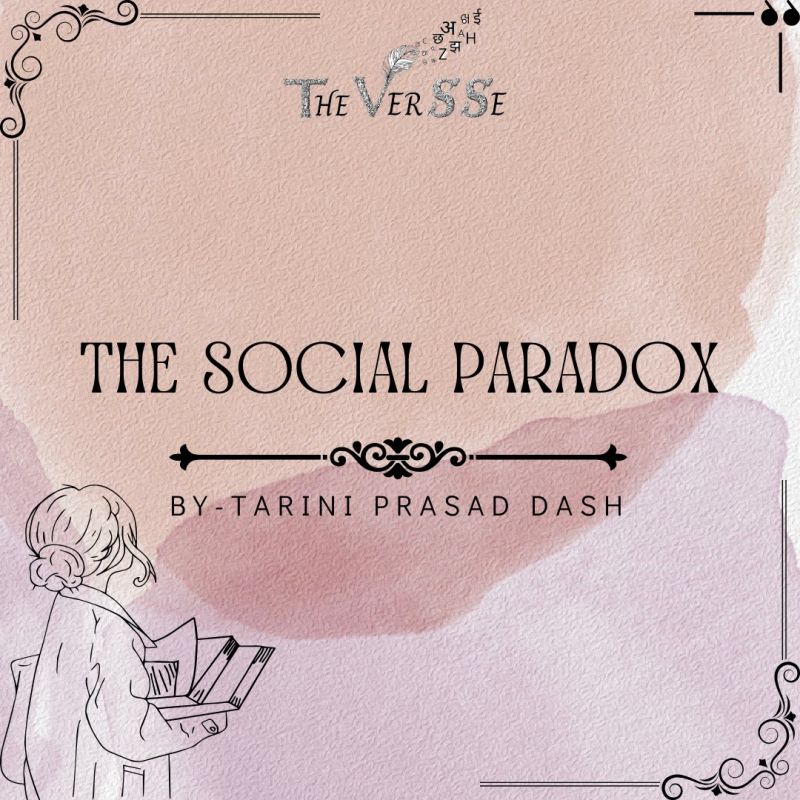 छ अ ख ई
Z झ A H
THE VERSSE
THE SOCIAL PARADOX
BY-TARINI PRASAD DASH